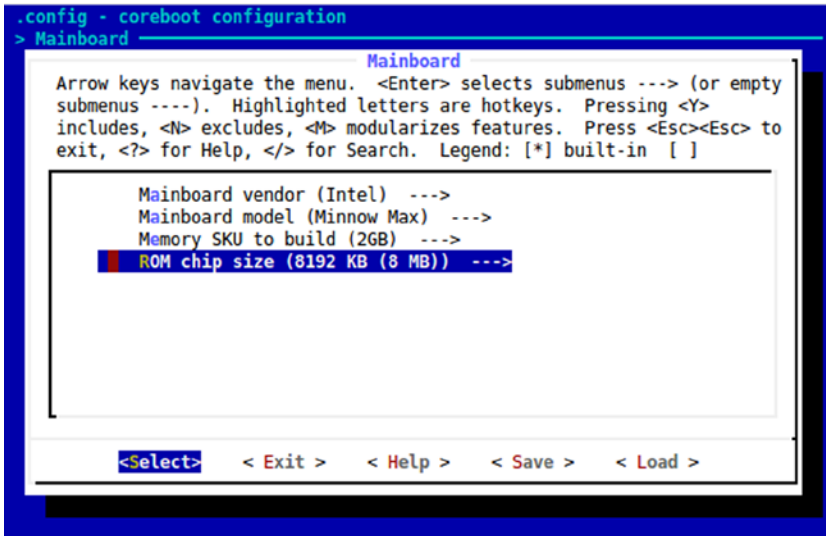 .config - coreboot configuration
> Mainboard
Mainboard
Arrow keys navigate the menu.  <Enter> selects submenus ---> (or empty
submenus ----).  Highlighted letters are hotkeys.  Pressing <Y>
includes, <N> excludes, <M> modularizes features.  Press <Esc><Esc> to
exit, <?> for Help, </> for Search.  Legend: [*] built-in  [ ]
Mainboard vendor (Intel)  --->
Mainboard model (Minnow Max)  --->
Memory SKU to build (2GB)  --->
ROM chip size (8192 KB (8 MB))  --->
<Select>    < Exit >    < Help >    < Save >    < Load >